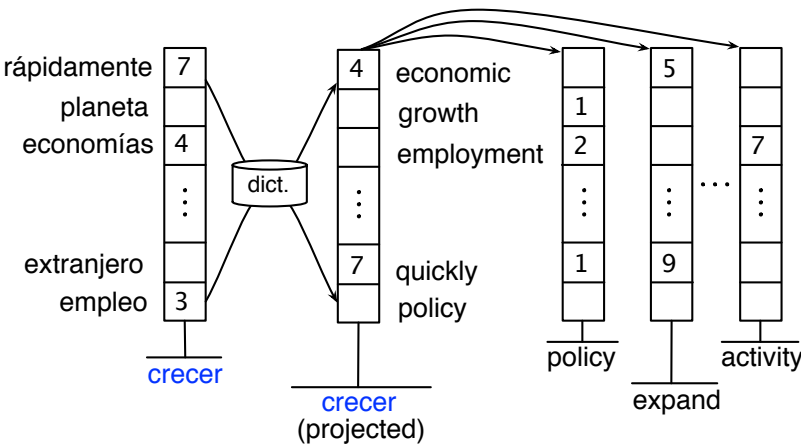 rápidamente 7
planeta
economías 4
extranjero
empleo 3
crecer
dict.
4 economic
growth
employment
7 quickly
policy
crecer
(projected)
1
2
1
policy
5
9
expand
7
activity